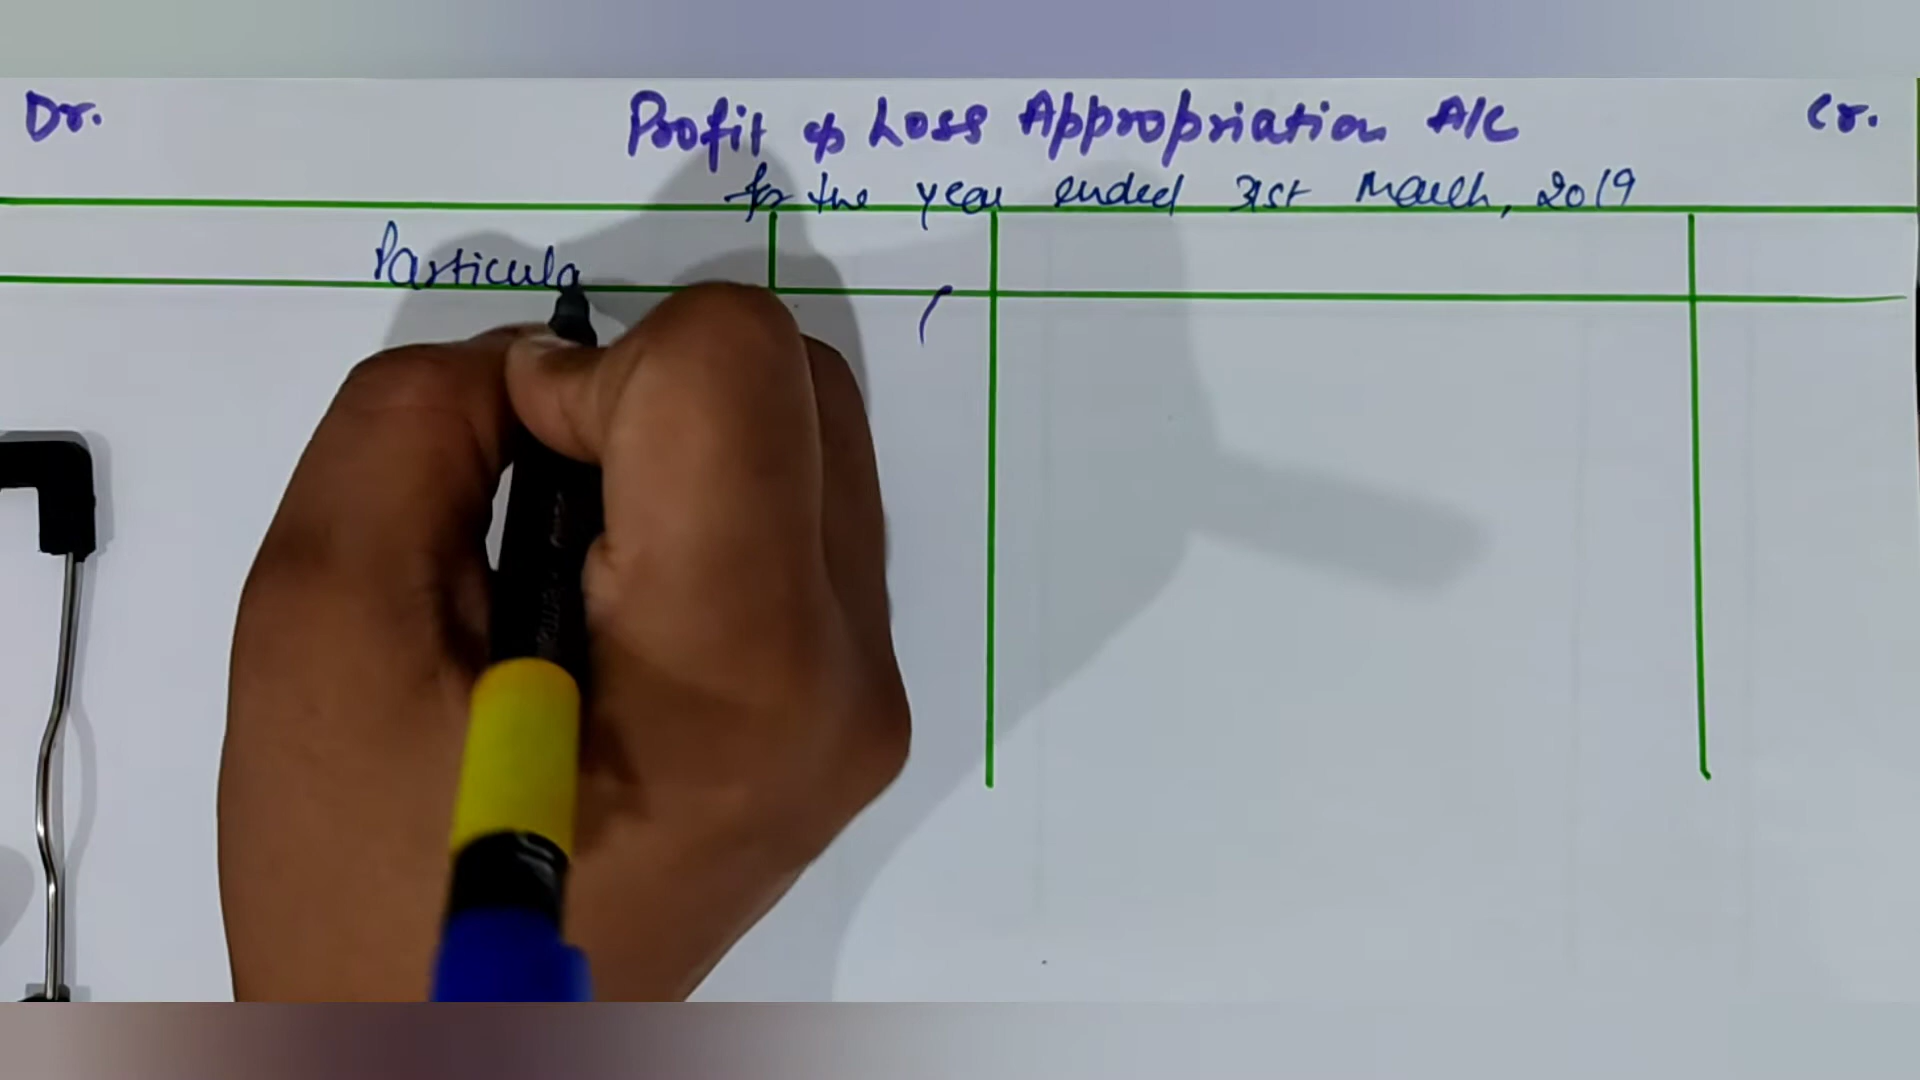 Dr. Profit & Loss Appropriation A/c Cr.
for the year ended 31st March, 2019
Particula